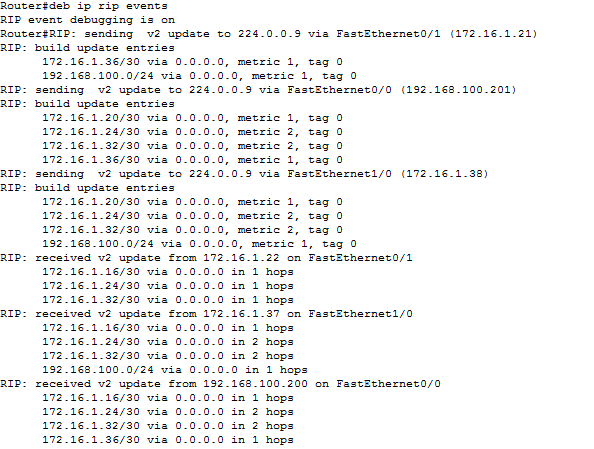 Router#deb ip rip events
RIP event debugging is on
Router#RIP: sending  v2 update to 224.0.0.9 via FastEthernet0/1 (172.16.1.21)
RIP: build update entries
      172.16.1.36/30 via 0.0.0.0, metric 1, tag 0
      192.168.100.0/24 via 0.0.0.0, metric 1, tag 0
RIP: sending  v2 update to 224.0.0.9 via FastEthernet0/0 (192.168.100.201)
RIP: build update entries
      172.16.1.20/30 via 0.0.0.0, metric 1, tag 0
      172.16.1.24/30 via 0.0.0.0, metric 2, tag 0
      172.16.1.32/30 via 0.0.0.0, metric 2, tag 0
      172.16.1.36/30 via 0.0.0.0, metric 1, tag 0
RIP: sending  v2 update to 224.0.0.9 via FastEthernet1/0 (172.16.1.38)
RIP: build update entries
      172.16.1.20/30 via 0.0.0.0, metric 1, tag 0
      172.16.1.24/30 via 0.0.0.0, metric 2, tag 0
      172.16.1.32/30 via 0.0.0.0, metric 2, tag 0
      192.168.100.0/24 via 0.0.0.0, metric 1, tag 0
RIP: received v2 update from 172.16.1.22 on FastEthernet0/1
      172.16.1.16/30 via 0.0.0.0 in 1 hops
      172.16.1.24/30 via 0.0.0.0 in 1 hops
      172.16.1.32/30 via 0.0.0.0 in 1 hops
RIP: received v2 update from 172.16.1.37 on FastEthernet1/0
      172.16.1.16/30 via 0.0.0.0 in 1 hops
      172.16.1.24/30 via 0.0.0.0 in 2 hops
      172.16.1.32/30 via 0.0.0.0 in 2 hops
      192.168.100.0/24 via 0.0.0.0 in 1 hops
RIP: received v2 update from 192.168.100.200 on FastEthernet0/0
      172.16.1.16/30 via 0.0.0.0 in 1 hops
      172.16.1.24/30 via 0.0.0.0 in 2 hops
      172.16.1.32/30 via 0.0.0.0 in 2 hops
      172.16.1.36/30 via 0.0.0.0 in 1 hops